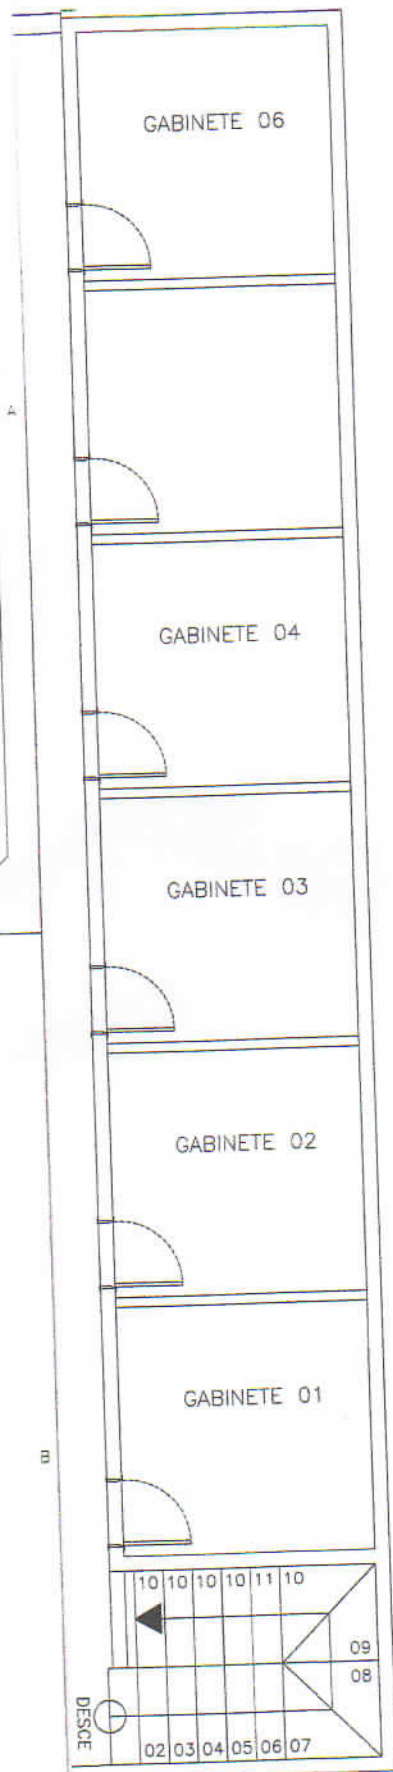 GABINETE 06
A
GABINETE 04
GABINETE 03
GABINETE 02
GABINETE 01
B
10 10 10 10 11 10
09
08
DESCE
02 03 04 05 06 07